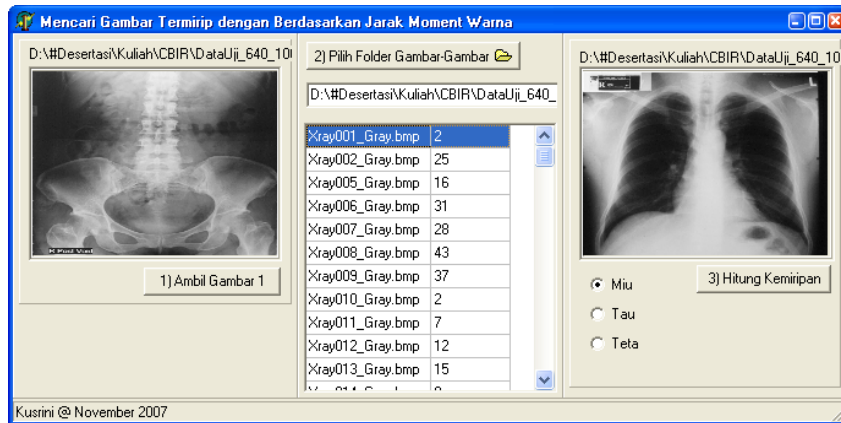 Mencari Gambar Termirip dengan Berdasarkan Jarak Moment Warna
D:\#Desertasi\Kuliah\CBIR\DataUji_640_10
1) Ambil Gambar 1
2) Pilih Folder Gambar-Gambar
D:\#Desertasi\Kuliah\CBIR\DataUji_640_
Xray001_Gray.bmp 2
Xray002_Gray.bmp 25
Xray005_Gray.bmp 16
Xray006_Gray.bmp 31
Xray007_Gray.bmp 28
Xray008_Gray.bmp 43
Xray009_Gray.bmp 37
Xray010_Gray.bmp 2
Xray011_Gray.bmp 7
Xray012_Gray.bmp 12
Xray013_Gray.bmp 15
D:\#Desertasi\Kuliah\CBIR\DataUji_640_10
L
Miu
3) Hitung Kemiripan
Tau
Teta
Kusrini @ November 2007